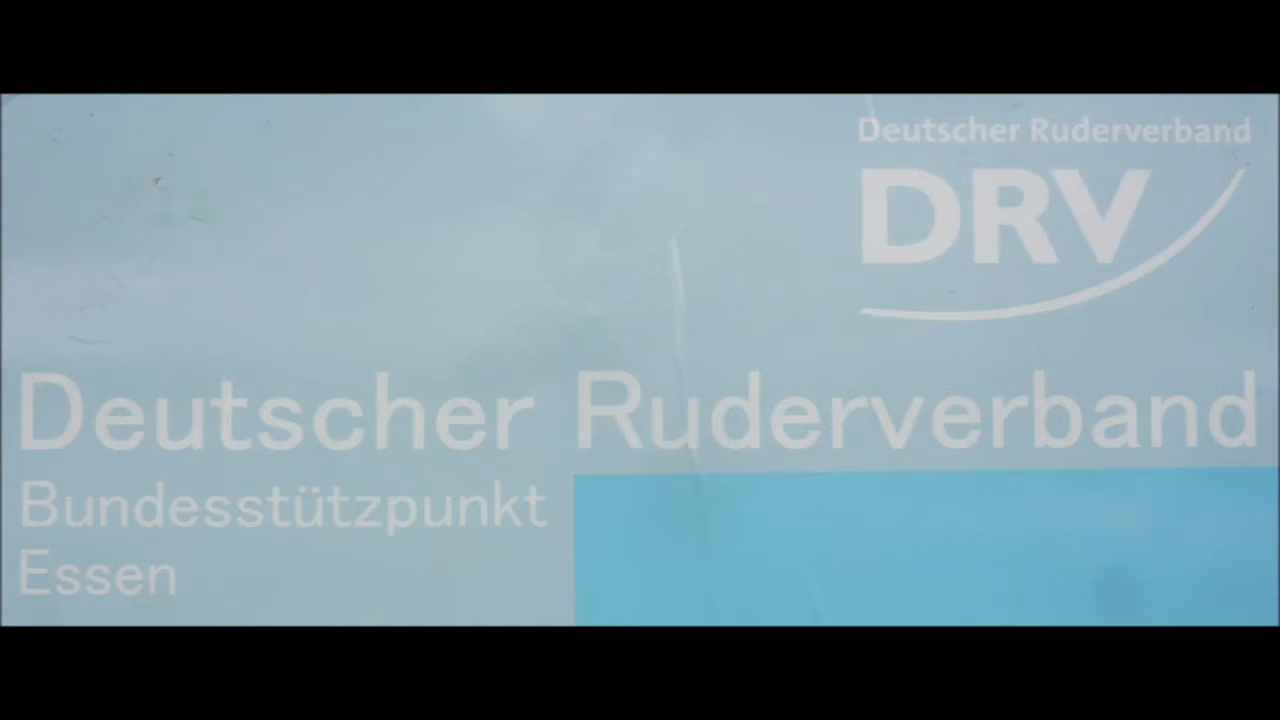 Deutscher Ruderverband
DRV
Deutscher Ruderverband
Bundesstützpunkt
Essen